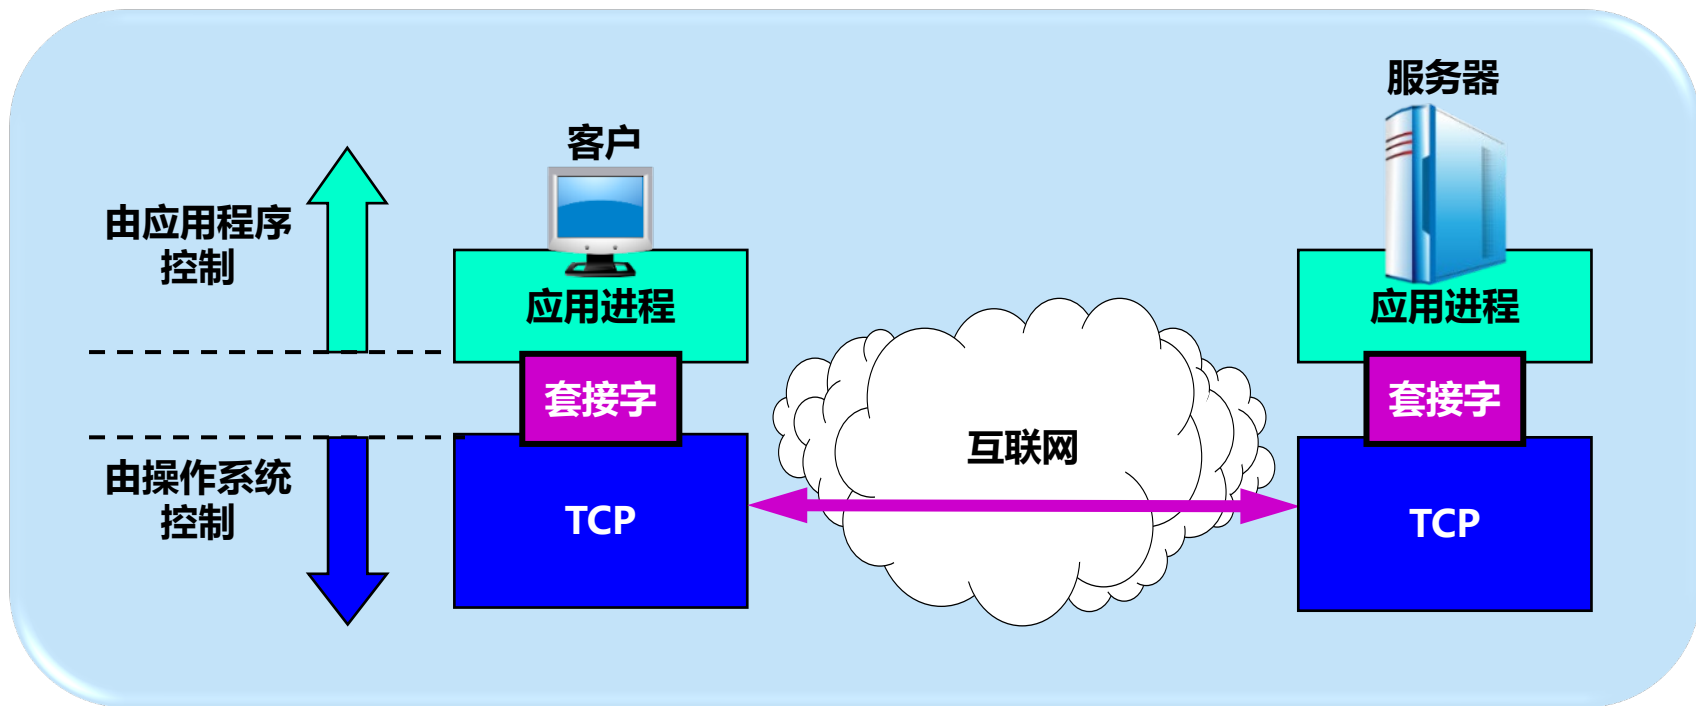 服务器
客户
由应用程序
控制
应用进程
应用进程
套接字
套接字
互联网
由操作系统
控制
TCP
TCP